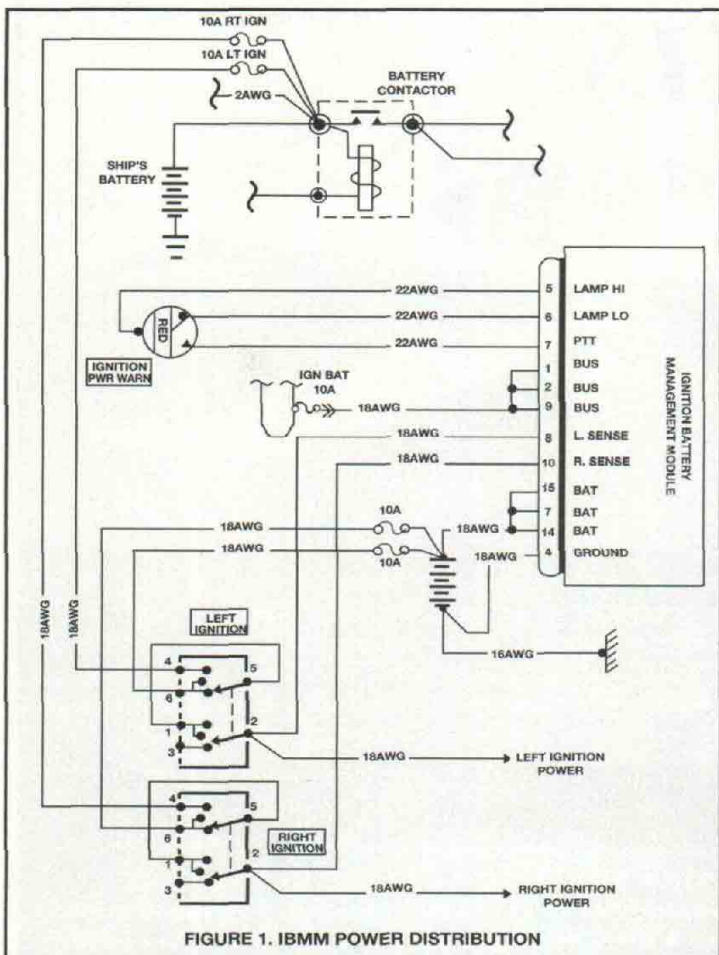 10A RT IGN
10A LT IGN
2AWG
BATTERY
CONTACTOR
SHIP'S
BATTERY
22AWG
5 LAMP HI
22AWG
6 LAMP LO
22AWG
7 PTT
RED
IGNITION
PWR WARN
1 BUS
2 BUS
IGN BAT
10A
18AWG
9 BUS
18AWG
8 L. SENSE
18AWG
10 R. SENSE
15 BAT
7 BAT
18AWG
14 BAT
18AWG
4 GROUND
IGNITION BATTERY
MANAGEMENT MODULE
18AWG
10A
18AWG
10A
16AWG
18AWG
18AWG
LEFT
IGNITION
4
5
6
1
2
3
18AWG
LEFT IGNITION
POWER
4
5
6
RIGHT
IGNITION
1
2
3
18AWG
RIGHT IGNITION
POWER
FIGURE 1. IBMM POWER DISTRIBUTION